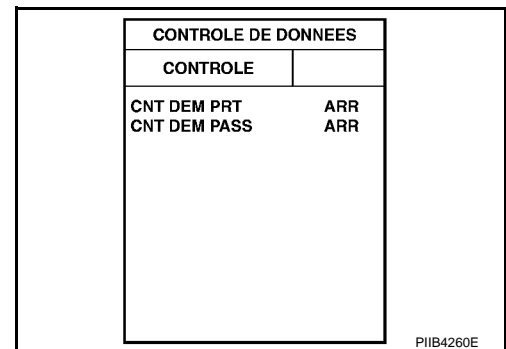 CONTROLE DE DONNEES
CONTROLE
CNT DEM PRT ARR
CNT DEM PASS ARR
PIIB4260E